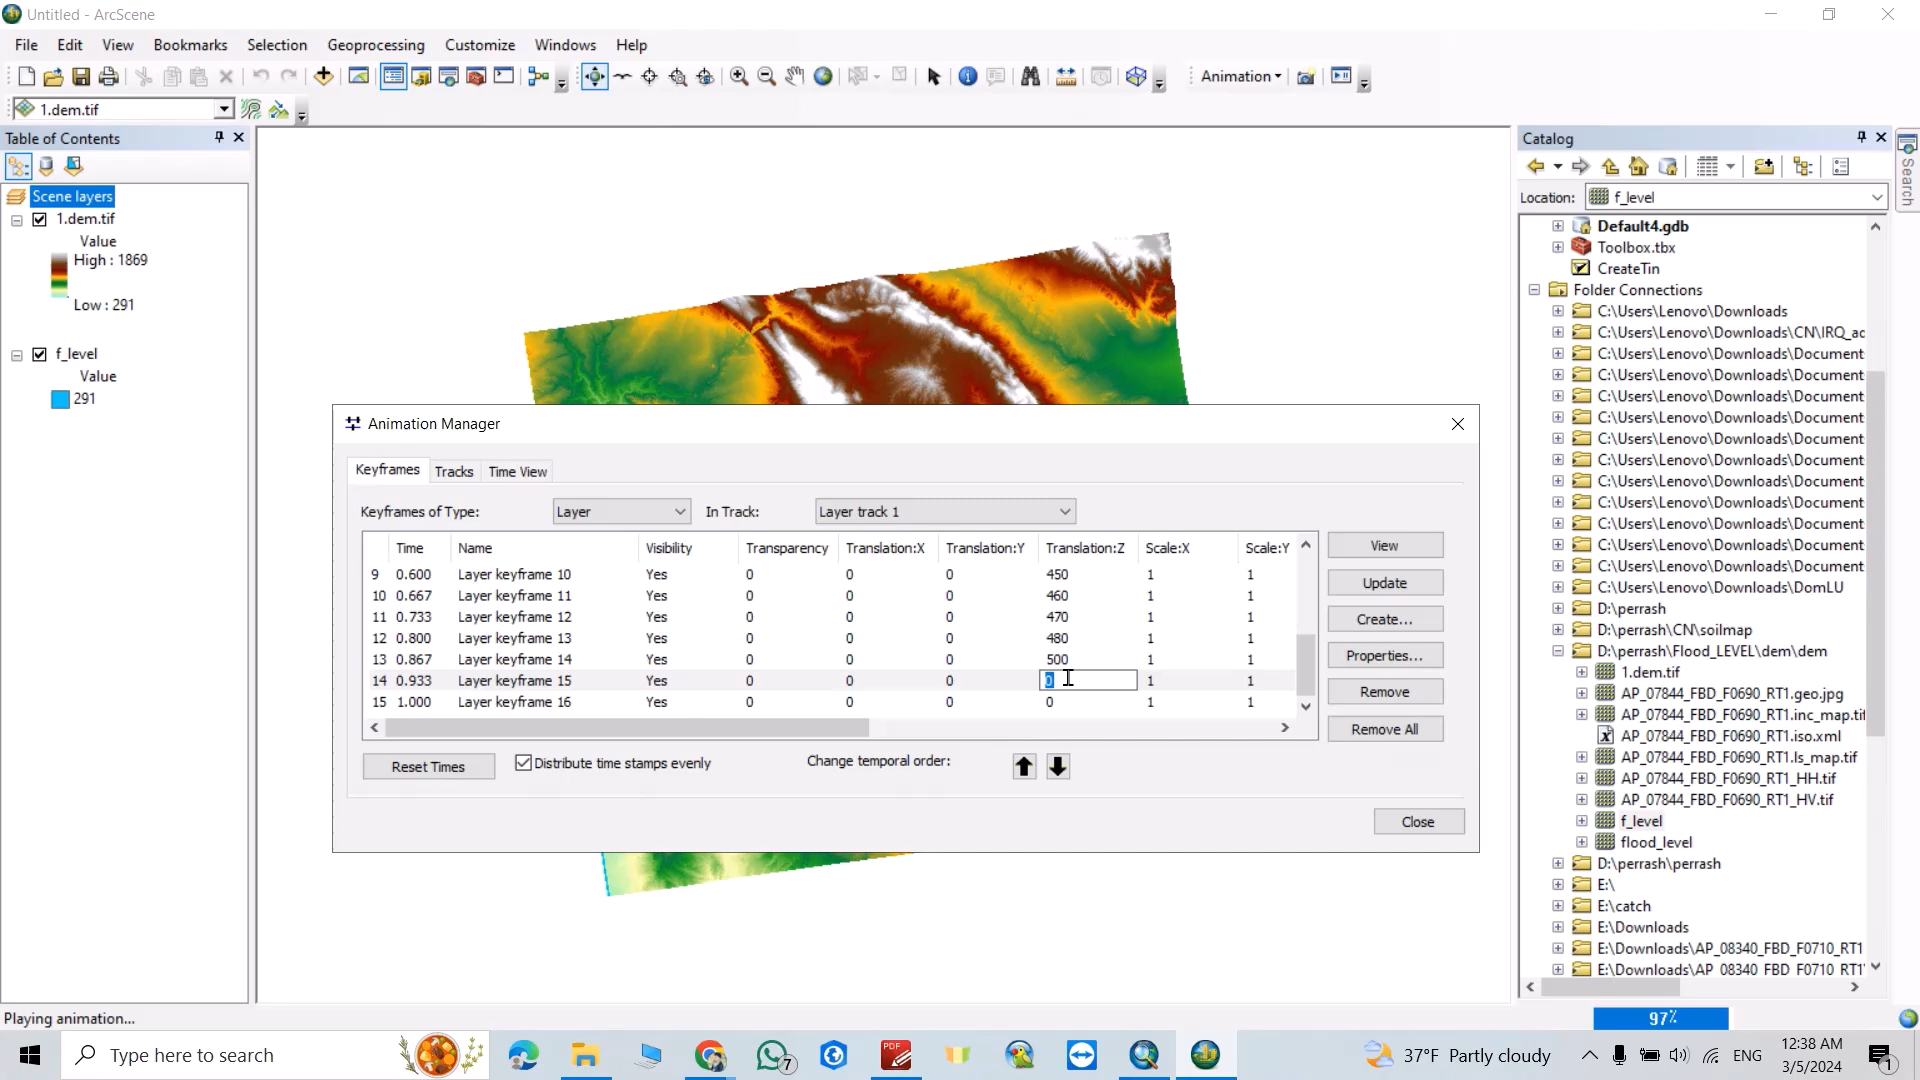 Untitled - ArcScene
File Edit View Bookmarks Selection Geoprocessing Customize Windows Help
Animation
1.dem.tif
Table of Contents
Scene layers
1.dem.tif
Value
High : 1869
Low : 291
f_level
Value
291
Animation Manager
Keyframes Tracks Time View
Keyframes of Type: Layer In Track: Layer track 1
Time Name Visibility Transparency Translation:X Translation:Y Translation:Z Scale:X Scale:Y
9 0.600 Layer keyframe 10 Yes 0 0 0 450 1 1
10 0.667 Layer keyframe 11 Yes 0 0 0 460 1 1
11 0.733 Layer keyframe 12 Yes 0 0 0 470 1 1
12 0.800 Layer keyframe 13 Yes 0 0 0 480 1 1
13 0.867 Layer keyframe 14 Yes 0 0 0 500 1 1
14 0.933 Layer keyframe 15 Yes 0 0 0 0 1 1
15 1.000 Layer keyframe 16 Yes 0 0 0 0 1 1
View
Update
Create...
Properties...
Remove
Remove All
Reset Times Distribute time stamps evenly Change temporal order:
Close
Catalog
Search
Location: f_level
Default4.gdb
Toolbox.tbx
CreateTin
Folder Connections
C:\Users\Lenovo\Downloads
C:\Users\Lenovo\Downloads\CN\IRQ_ac
C:\Users\Lenovo\Downloads\Document
C:\Users\Lenovo\Downloads\Document
C:\Users\Lenovo\Downloads\Document
C:\Users\Lenovo\Downloads\Document
C:\Users\Lenovo\Downloads\Document
C:\Users\Lenovo\Downloads\Document
C:\Users\Lenovo\Downloads\Document
C:\Users\Lenovo\Downloads\Document
C:\Users\Lenovo\Downloads\Document
C:\Users\Lenovo\Downloads\Document
C:\Users\Lenovo\Downloads\Document
C:\Users\Lenovo\Downloads\DomLU
D:\perrash
D:\perrash\CN\soilmap
D:\perrash\Flood_LEVEL\dem\dem
1.dem.tif
AP_07844_FBD_F0690_RT1.geo.jpg
AP_07844_FBD_F0690_RT1.inc_map.tif
AP_07844_FBD_F0690_RT1.iso.xml
AP_07844_FBD_F0690_RT1.ls_map.tif
AP_07844_FBD_F0690_RT1_HH.tif
AP_07844_FBD_F0690_RT1_HV.tif
f_level
flood_level
D:\perrash\perrash
E:\
E:\catch
E:\Downloads
E:\Downloads\AP_08340_FBD_F0710_RT1
E:\Downloads\AP_08340_FBD_F0710_RT1
Playing animation...
97%
Type here to search
7
PDF
37°F Partly cloudy
ENG
12:38 AM
3/5/2024
1